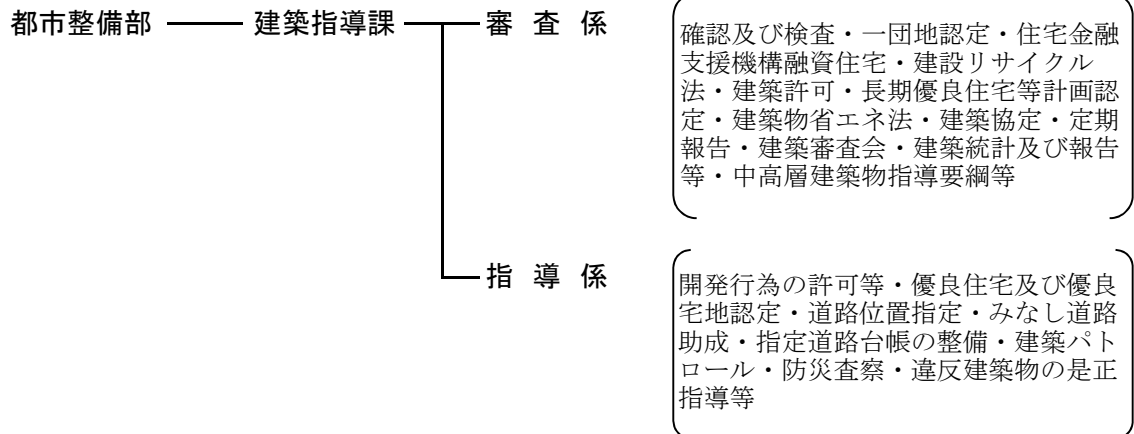 都市整備部 建築指導課 審査係
確認及び検査・一団地認定・住宅金融
支援機構融資住宅・建設リサイクル
法・建築許可・長期優良住宅等計画認
定・建築物省エネ法・建築協定・定期
報告・建築審査会・建築統計及び報告
等・中高層建築物指導要綱等
指導係
開発行為の許可等・優良住宅及び優良
宅地認定・道路位置指定・みなし道路
助成・指定道路台帳の整備・建築パト
ロール・防災査察・違反建築物の是正
指導等